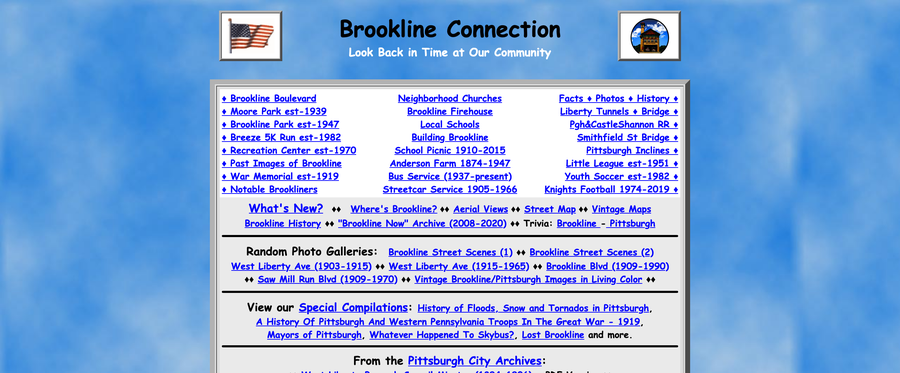 Brookline Connection
Look Back in Time at Our Community
♦ Brookline Boulevard Neighborhood Churches Facts ♦ Photos ♦ History ♦
♦ Moore Park est-1939 Brookline Firehouse Liberty Tunnels ♦ Bridge ♦
♦ Brookline Park est-1947 Local Schools Pgh&CastleShannon RR ♦
♦ Breeze 5K Run est-1982 Building Brookline Smithfield St Bridge ♦
♦ Recreation Center est-1970 School Picnic 1910-2015 Pittsburgh Inclines ♦
♦ Past Images of Brookline Anderson Farm 1874-1947 Little League est-1951 ♦
♦ War Memorial est-1919 Bus Service (1937-present) Youth Soccer est-1982 ♦
♦ Notable Brookliners Streetcar Service 1905-1966 Knights Football 1974-2019 ♦
What's New? ♦♦ Where's Brookline? ♦♦ Aerial Views ♦♦ Street Map ♦♦ Vintage Maps
Brookline History ♦♦ "Brookline Now" Archive (2008-2020) ♦♦ Trivia: Brookline - Pittsburgh
Random Photo Galleries: Brookline Street Scenes (1) ♦♦ Brookline Street Scenes (2)
West Liberty Ave (1903-1915) ♦♦ West Liberty Ave (1915-1965) ♦♦ Brookline Blvd (1909-1990)
♦♦ Saw Mill Run Blvd (1909-1970) ♦♦ Vintage Brookline/Pittsburgh Images in Living Color ♦♦
View our Special Compilations: History of Floods, Snow and Tornados in Pittsburgh,
A History Of Pittsburgh And Western Pennsylvania Troops In The Great War - 1919,
Mayors of Pittsburgh, Whatever Happened To Skybus?, Lost Brookline and more.
From the Pittsburgh City Archives: